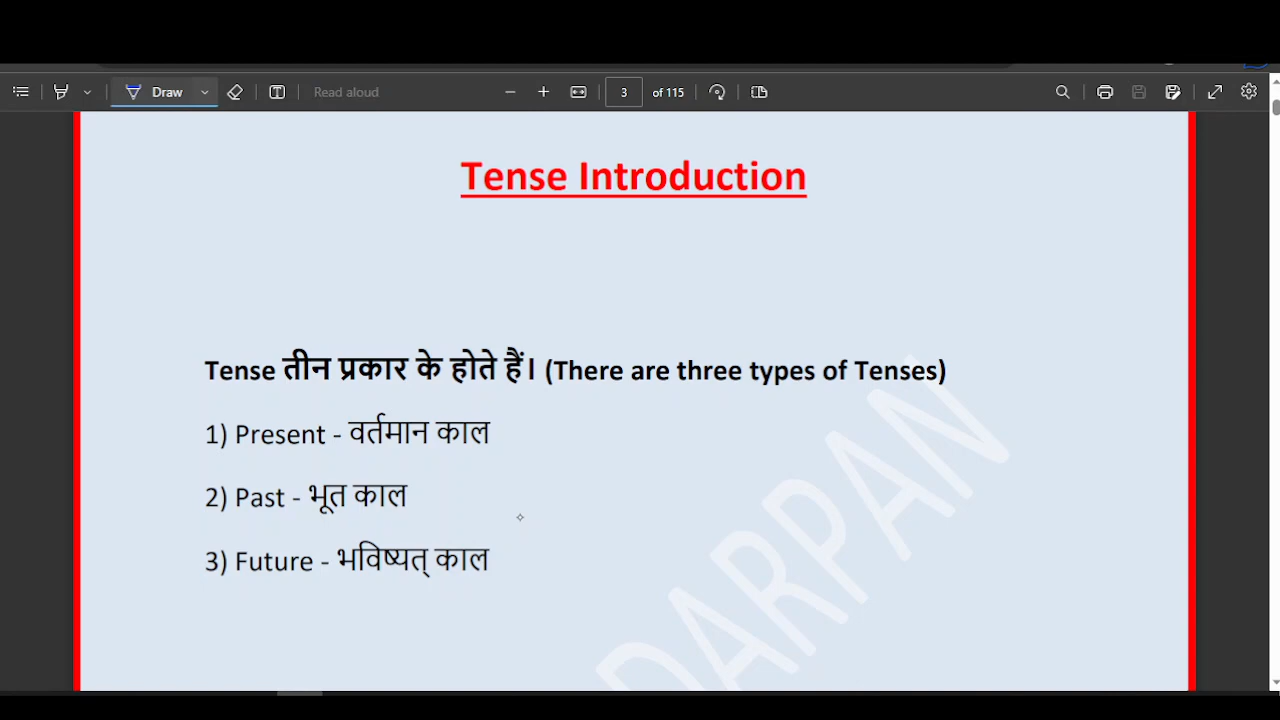 Draw
Read aloud
3 of 115
Tense Introduction
Tense तीन प्रकार के होते हैं। (There are three types of Tenses)
1) Present - वर्तमान काल
2) Past - भूत काल
3) Future - भविष्यत् काल
DARPAN